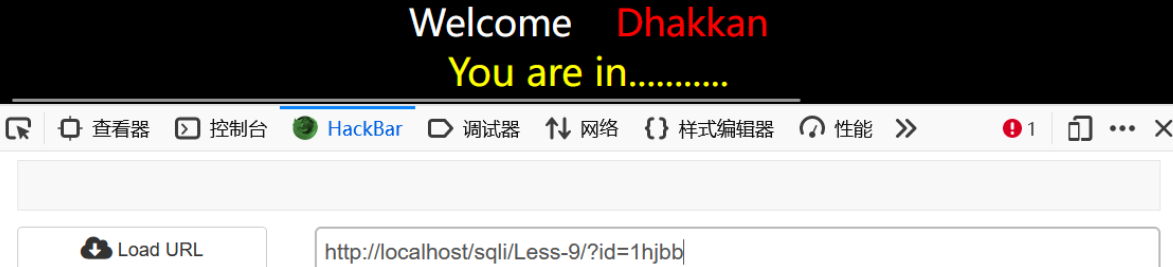 Welcome Dhakkan
You are in...........
查看器 控制台 HackBar 调试器 网络 {} 样式编辑器 性能 1
Load URL http://localhost/sqli/Less-9/?id=1hjbb